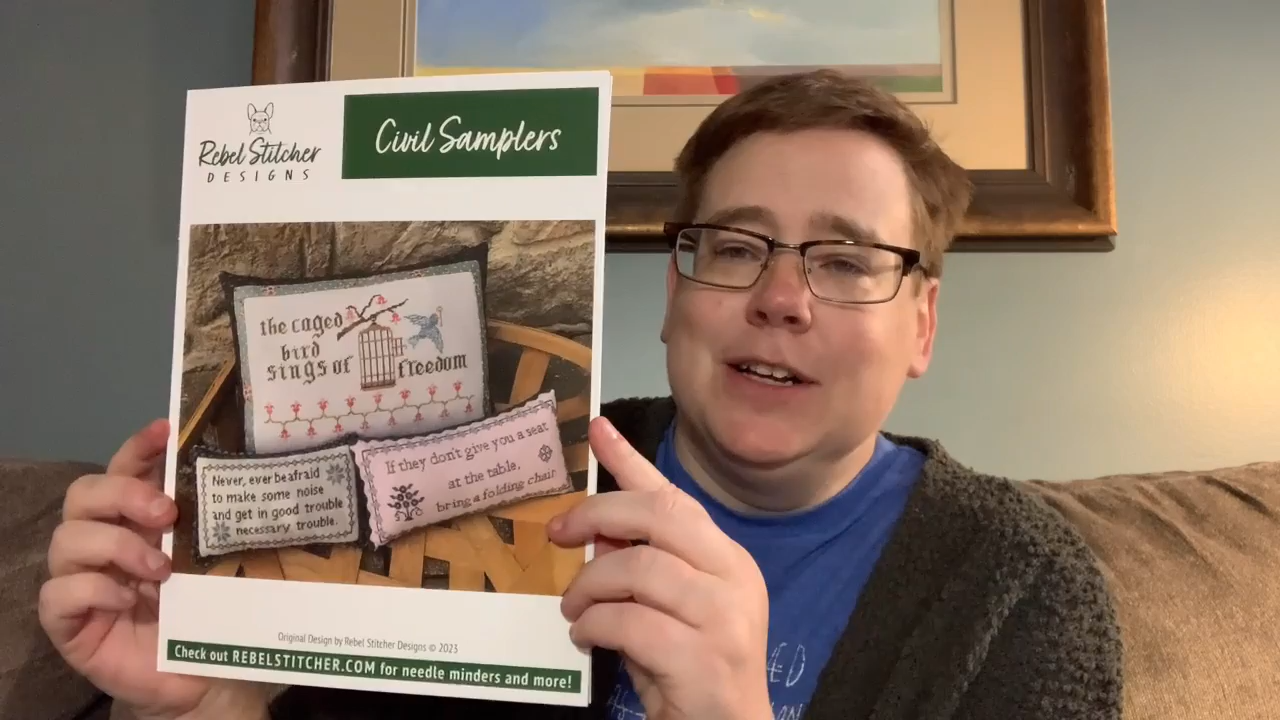 Rebel Stitcher
DESIGNS
Civil Samplers
the caged
bird
sings of freedom
Never, ever be afraid
to make some noise
and get in good trouble
necessary trouble.
If they don't give you a seat
at the table,
bring a folding chair
Original Design by Rebel Stitcher Designs © 2023
Check out REBELSTITCHER.COM for needle minders and more!